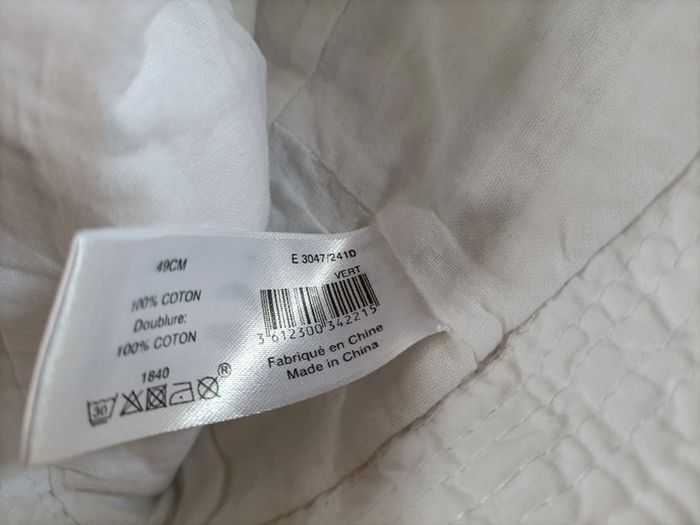 49CM
100% COTON
Doublure:
100% COTON
1840
30
®
E 3047/241D
VERT
3 612300 342215
Fabriqué en Chine
Made in China